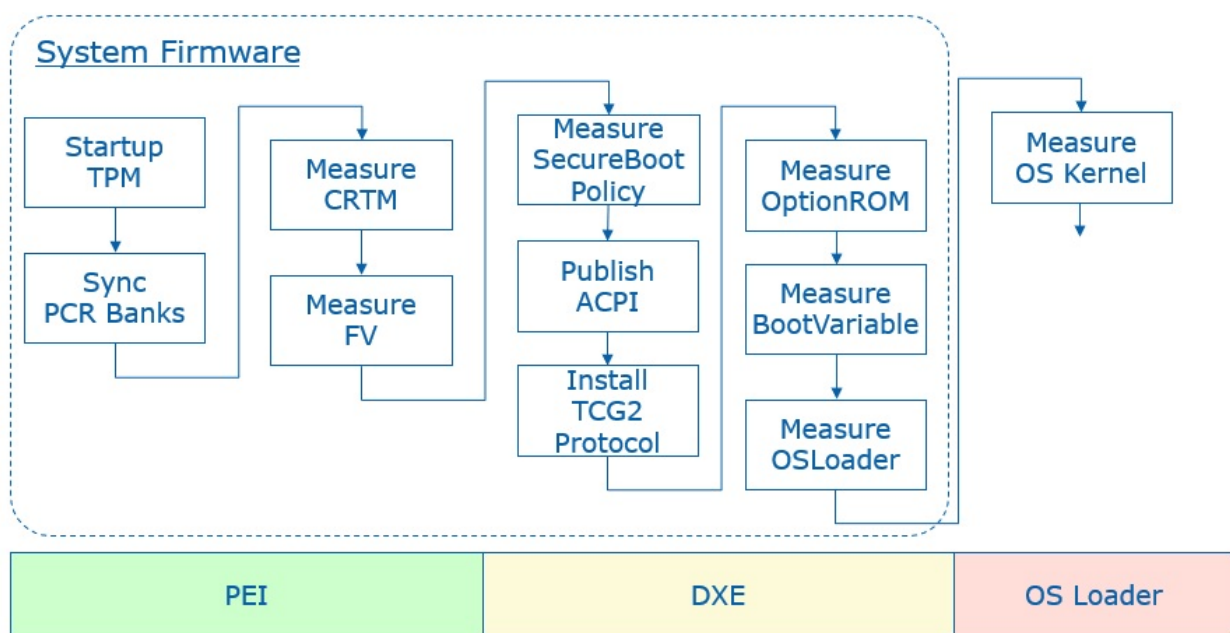 System Firmware
Startup
TPM
Sync
PCR Banks
Measure
CRTM
Measure
FV
Measure
SecureBoot
Policy
Publish
ACPI
Install
TCG2
Protocol
Measure
OptionROM
Measure
BootVariable
Measure
OSLoader
Measure
OS Kernel
PEI
DXE
OS Loader